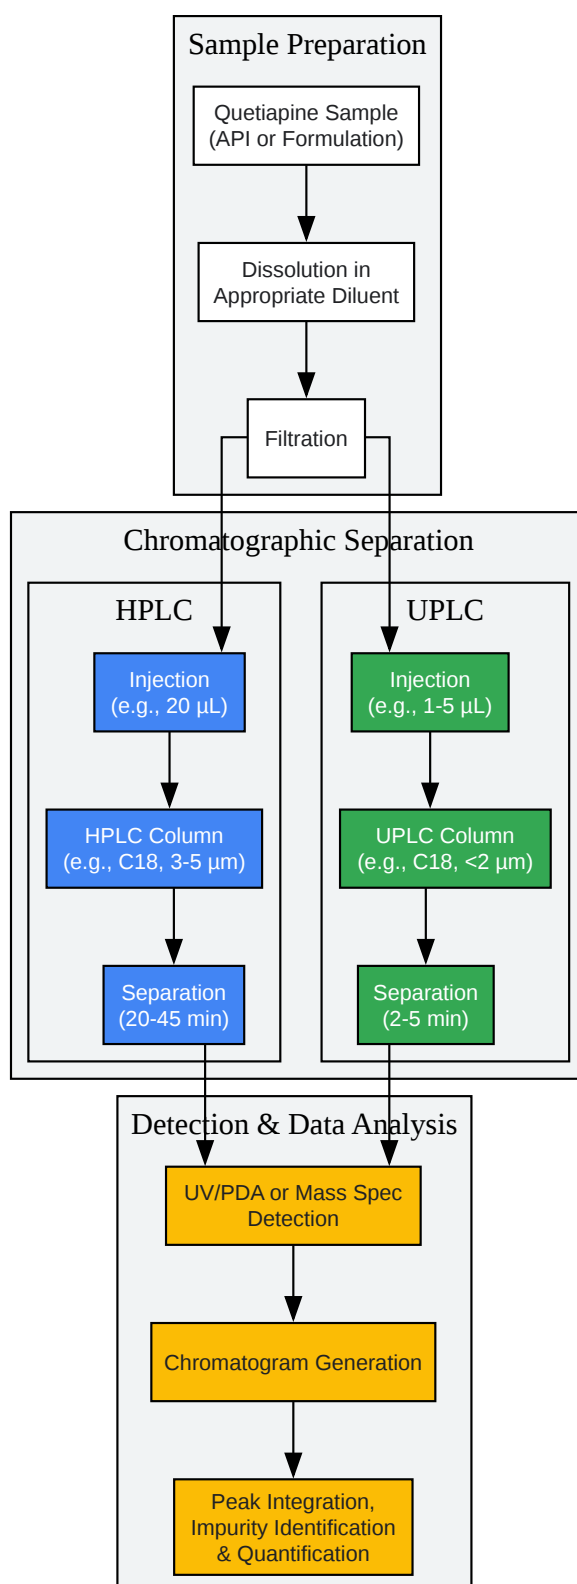 Sample Preparation
Quetiapine Sample
(API or Formulation)
Dissolution in
Appropriate Diluent
Filtration
Chromatographic Separation
HPLC
Injection
(e.g., 20 µL)
HPLC Column
(e.g., C18, 3-5 µm)
Separation
(20-45 min)
UPLC
Injection
(e.g., 1-5 µL)
UPLC Column
(e.g., C18, <2 µm)
Separation
(2-5 min)
Detection & Data Analysis
UV/PDA or Mass Spec
Detection
Chromatogram Generation
Peak Integration,
Impurity Identification
& Quantification